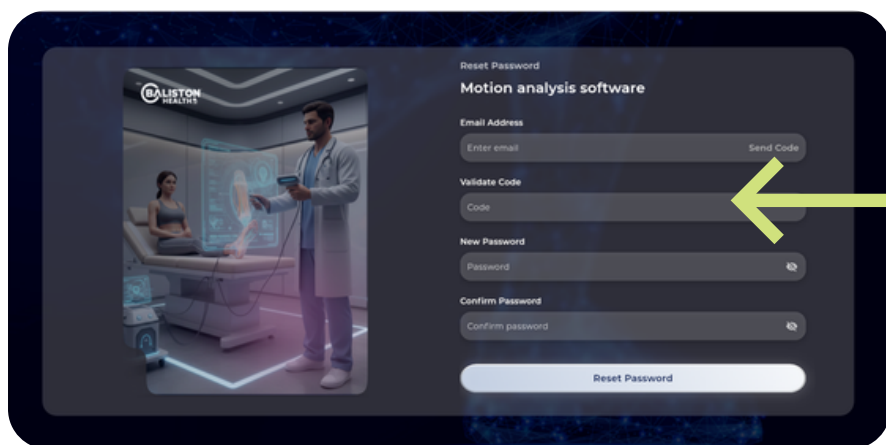 BALISTON
HEALTH
Reset Password
Motion analysis software
Email Address
Enter email
Send Code
Validate Code
Code
New Password
Password
Confirm Password
Confirm password
Reset Password